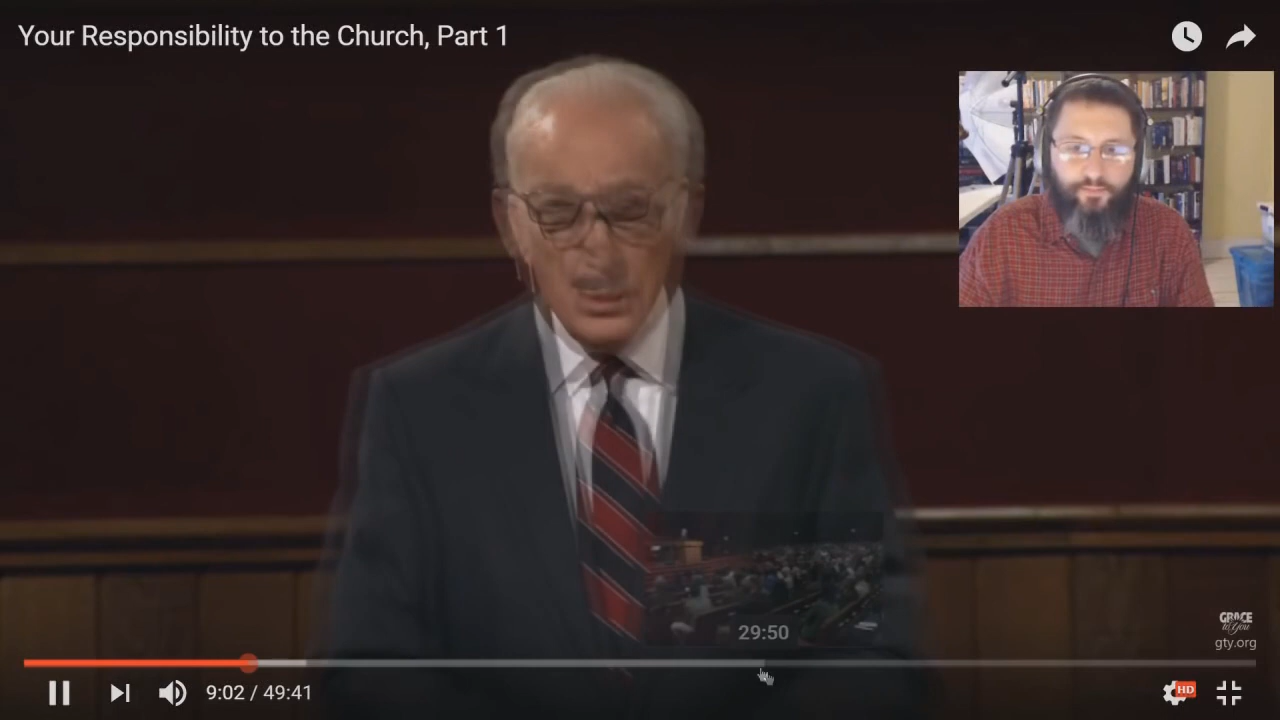 Your Responsibility to the Church, Part 1
29:50
GRACE
to You
gty.org
9:02 / 49:41
HD